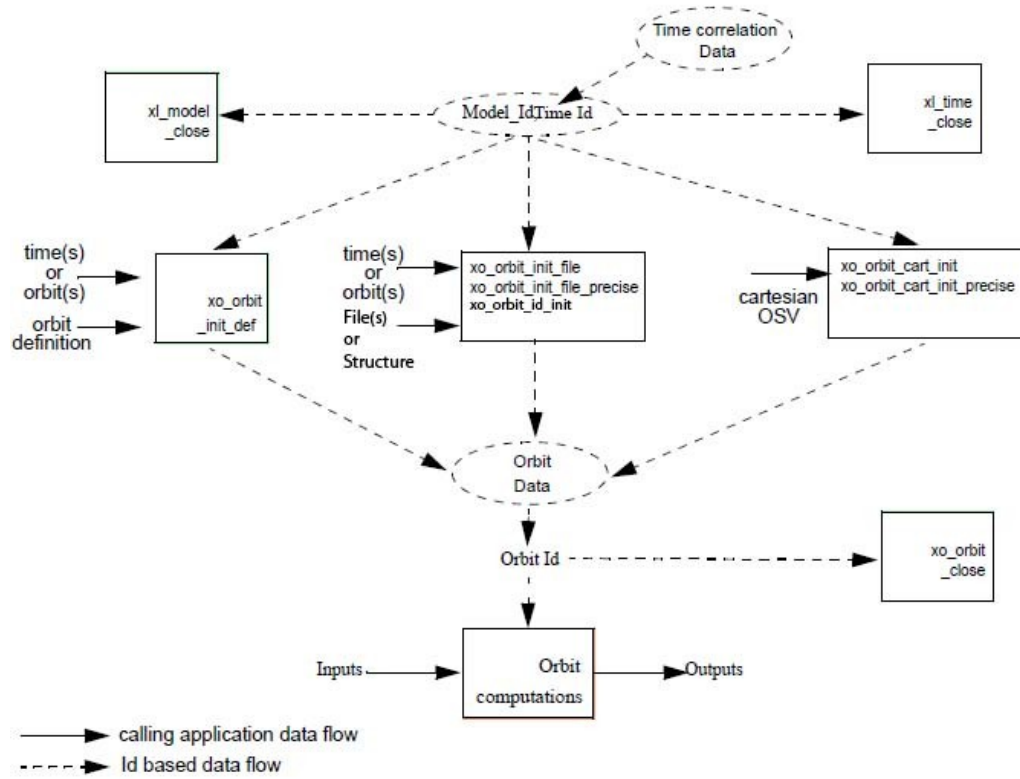 Time correlation
Data
xl_model
_close
Model_Id,Time Id
xl_time
_close
time(s)
or
orbit(s)
orbit
definition
xo_orbit
_init_def
time(s)
or
orbit(s)
File(s)
or
Structure
xo_orbit_init_file
xo_orbit_init_file_precise
xo_orbit_id_init
cartesian
OSV
xo_orbit_cart_init
xo_orbit_cart_init_precise
Orbit
Data
Orbit Id
xo_orbit
_close
Inputs
Orbit
computations
Outputs
calling application data flow
Id based data flow